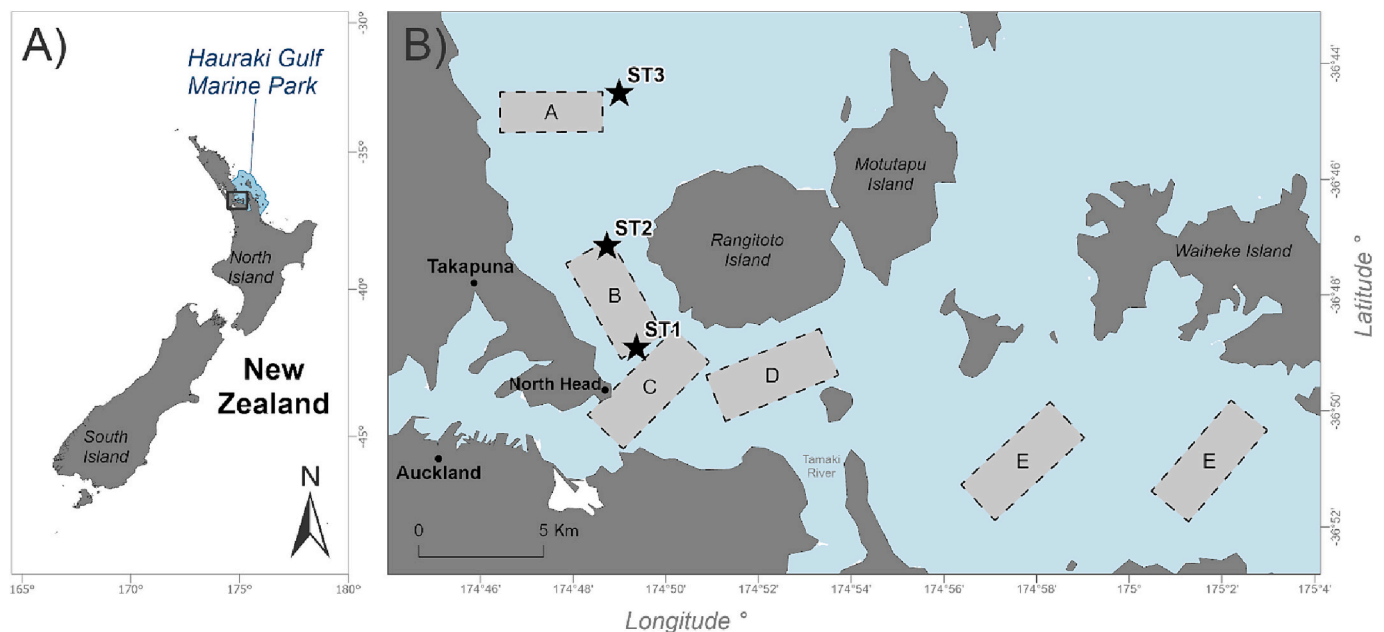 A)
Hauraki Gulf
Marine Park
North
Island
New
Zealand
South
Island
N
-30°
-35°
-40°
-45°
165°
170°
175°
180°
B)
ST3
A
Motutapu
Island
ST2
Rangitoto
Island
Waiheke Island
Takapuna
B
ST1
North Head
C
D
Tamaki
River
E
E
Auckland
0
5 Km
-36°44'
-36°46'
-36°48'
-36°50'
-36°52'
Latitude °
174°46'
174°48'
174°50'
174°52'
174°54'
174°56'
174°58'
175°
175°2'
175°4'
Longitude °